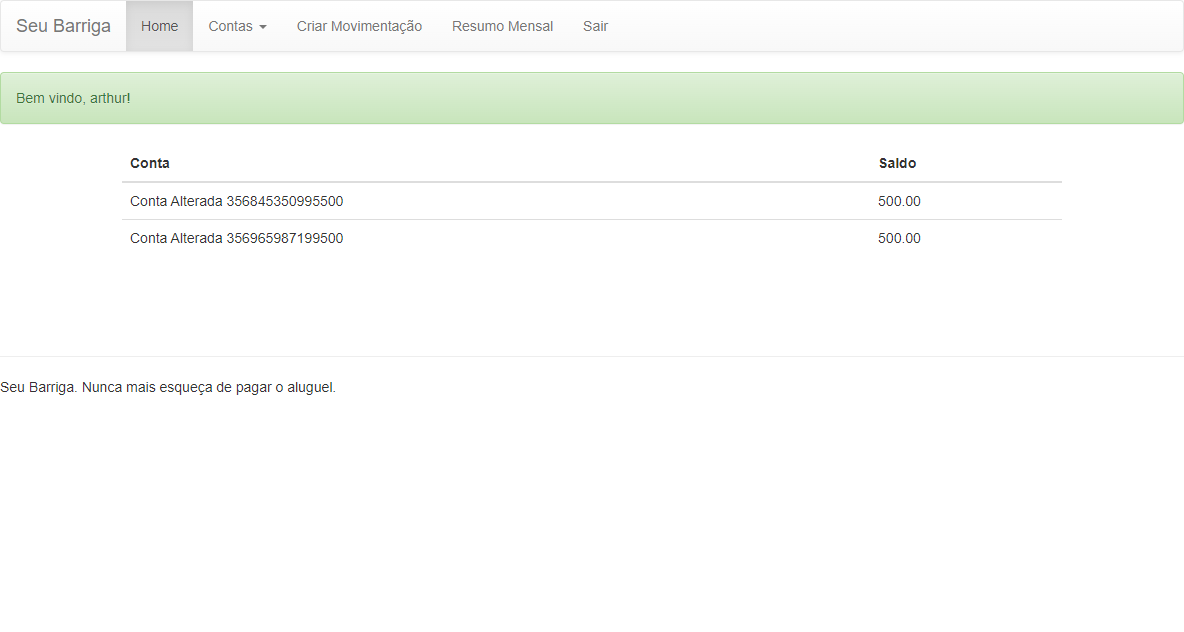 Seu Barriga Home Contas Criar Movimentação Resumo Mensal Sair
Bem vindo, arthur!
Conta Saldo
Conta Alterada 356845350995500 500.00
Conta Alterada 356965987199500 500.00
Seu Barriga. Nunca mais esqueça de pagar o aluguel.